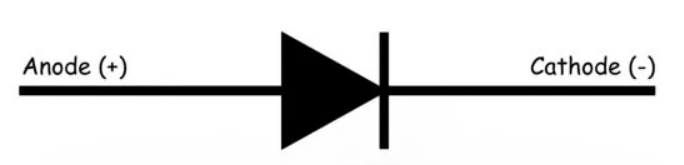 Anode (+)
Cathode (-)